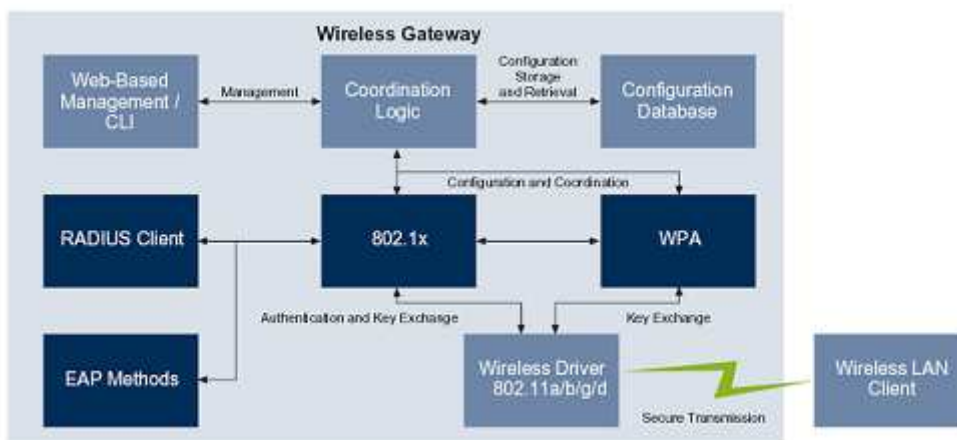 Wireless Gateway
Web-Based
Management /
CLI
Management
Coordination
Logic
Configuration
Storage
and Retrieval
Configuration
Database
Configuration and Coordination
RADIUS Client
802.1x
WPA
Authentication and Key Exchange
Key Exchange
EAP Methods
Wireless Driver
802.11a/b/g/d
Wireless LAN
Client
Secure Transmission